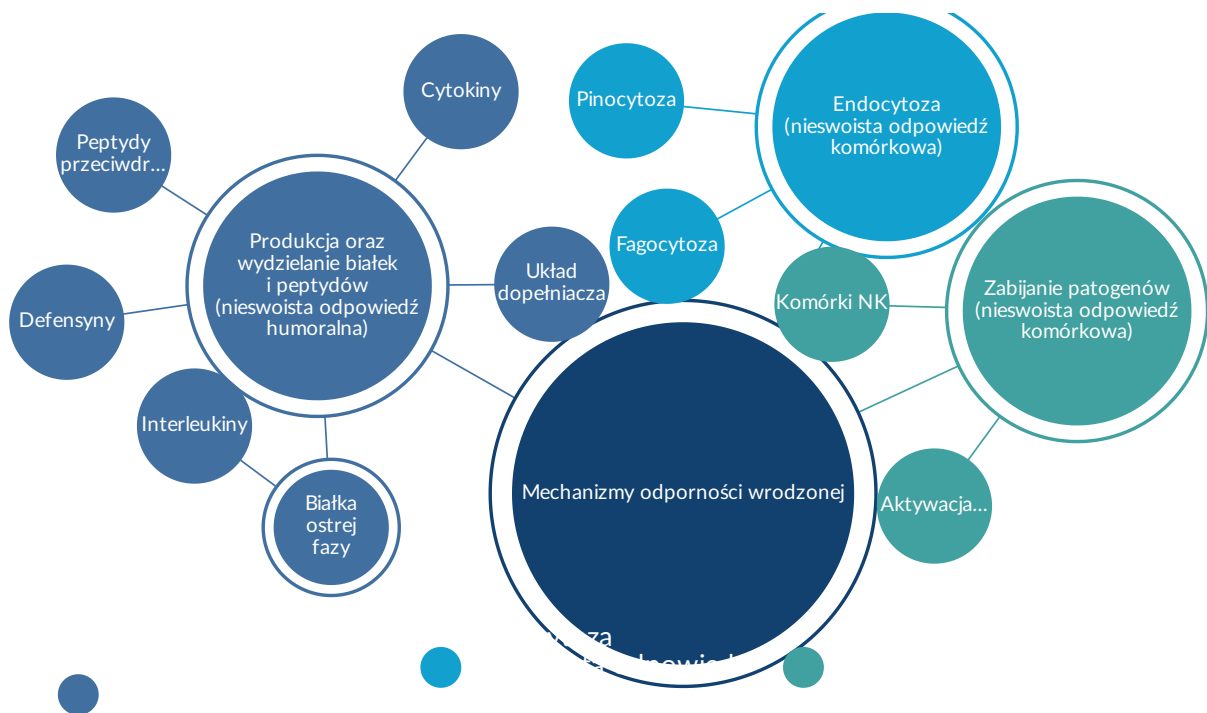 Cytokiny
Peptydy
przeciwdr...
Produkcja oraz
wydzielanie białek
i peptydów
(nieswoista odpowiedź
humoralna)
Układ
dopełniacza
Defensyny
Interleukiny
Białka
ostrej
fazy
Pinocytoza
Endocytoza
(nieswoista odpowiedź
komórkowa)
Fagocytoza
Komórki NK
Zabijanie patogenów
(nieswoista odpowiedź
komórkowa)
Mechanizmy odporności wrodzonej
Aktywacja...